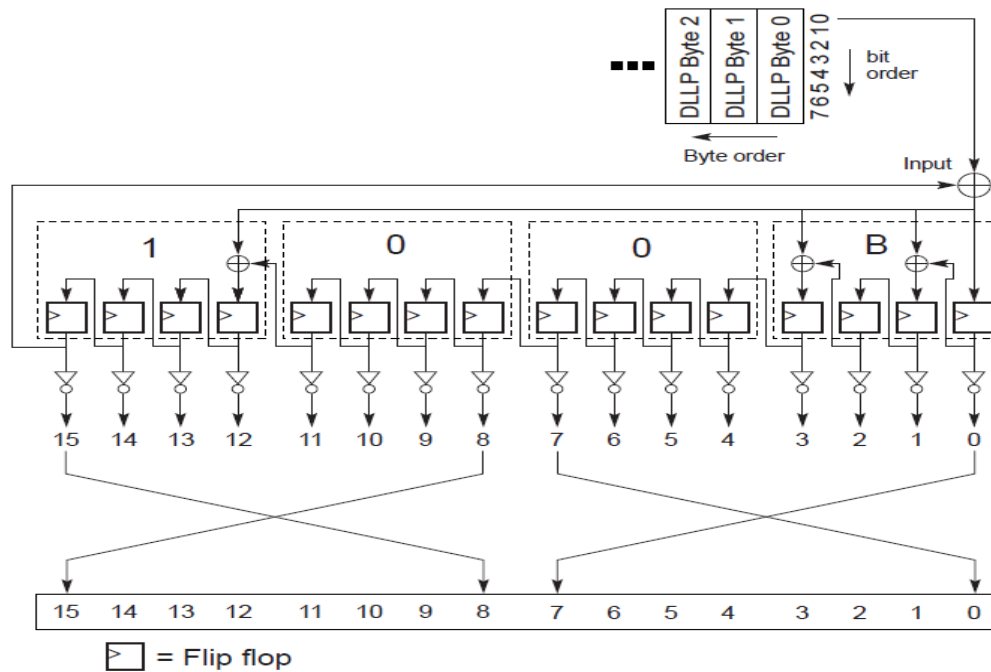 DLLP Byte 2
DLLP Byte 1
DLLP Byte 0
76543210
bit
order
Byte order
Input
1 0 0 B
> > > > > > > > > > > > > > > >
15 14 13 12 11 10 9 8 7 6 5 4 3 2 1 0
15 14 13 12 11 10 9 8 7 6 5 4 3 2 1 0
> = Flip flop